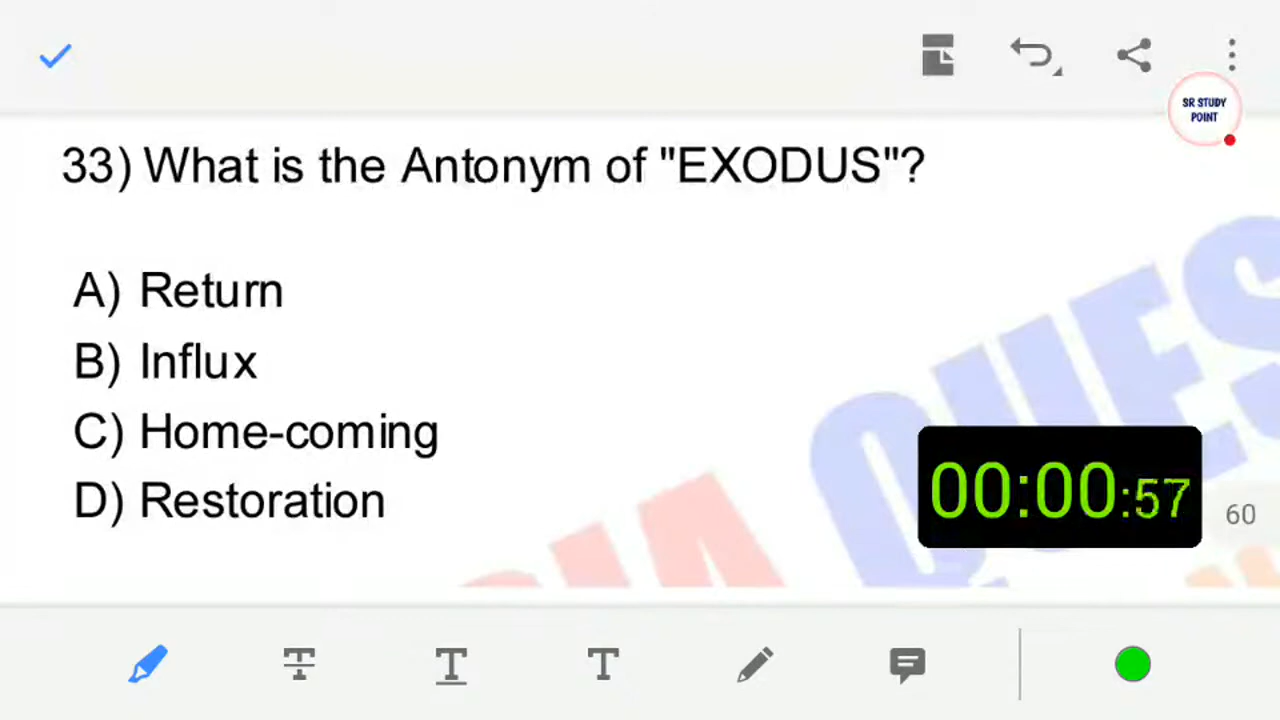 SR STUDY
POINT
33) What is the Antonym of "EXODUS"?
A) Return
B) Influx
C) Home-coming
D) Restoration
00:00:57
60
QUES